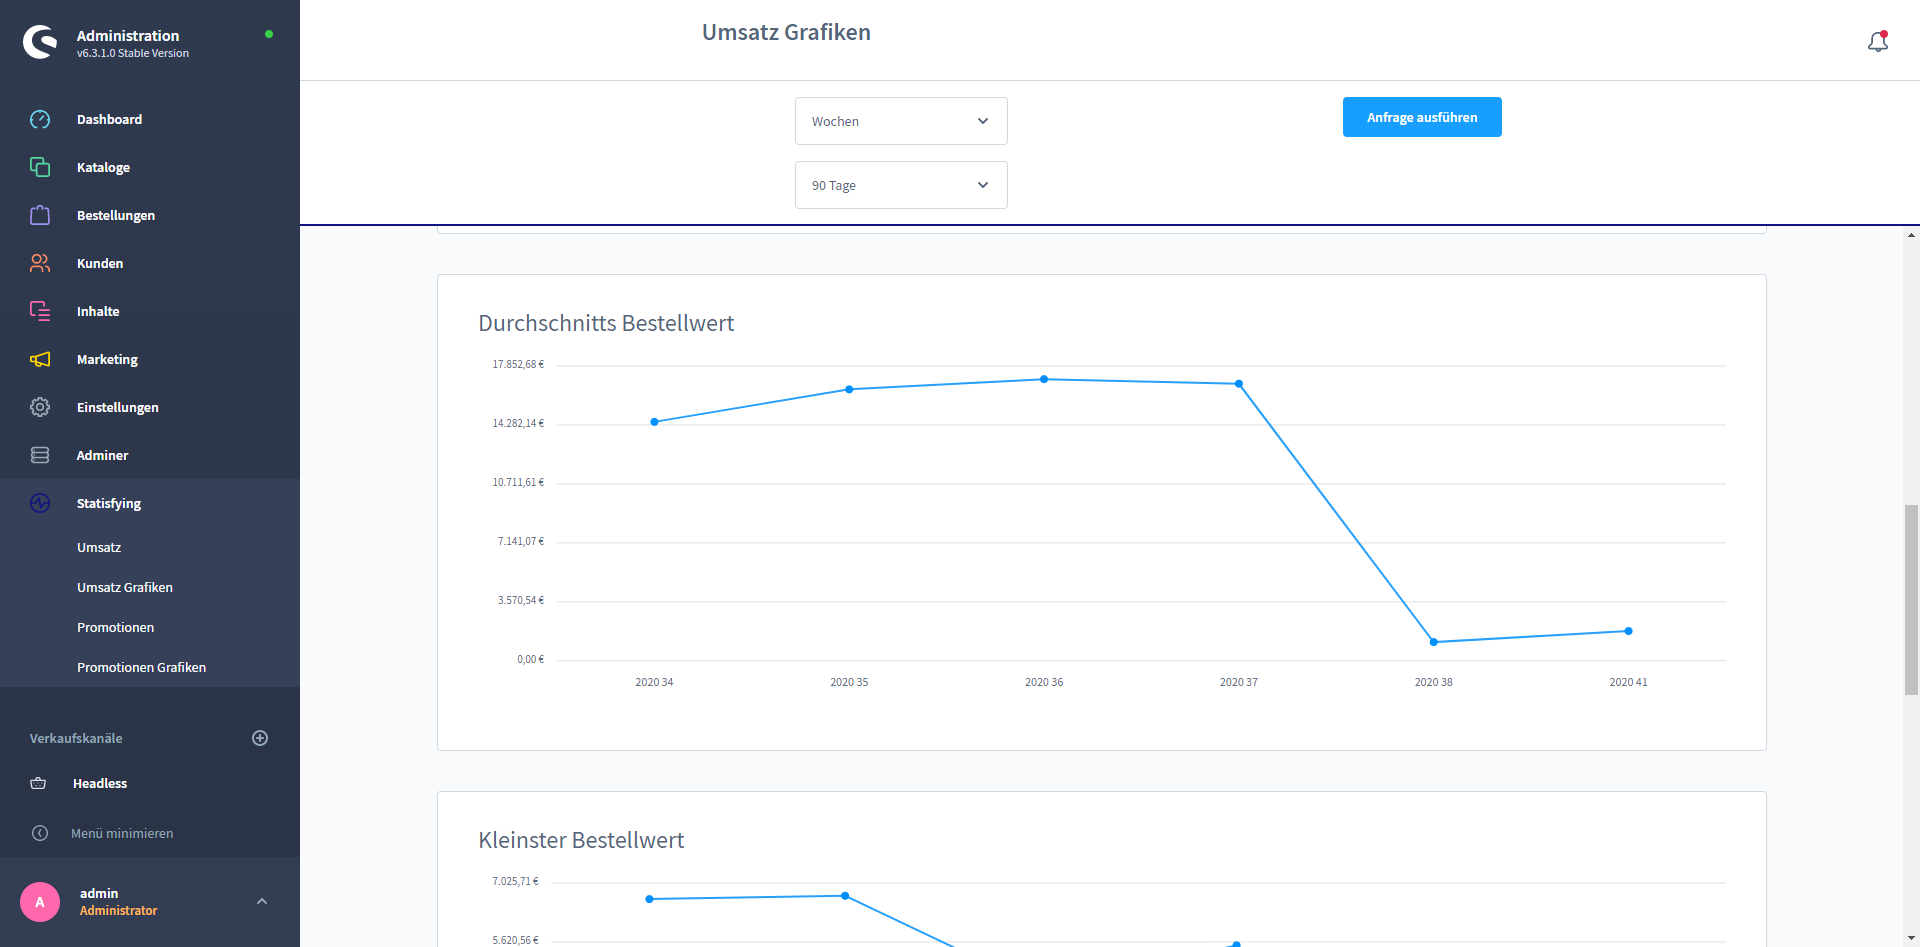 Administration
v6.3.1.0 Stable Version
Dashboard
Kataloge
Bestellungen
Kunden
Inhalte
Marketing
Einstellungen
Adminer
Statisfying
Umsatz
Umsatz Grafiken
Promotionen
Promotionen Grafiken
Verkaufskanäle
Headless
Menü minimieren
A
admin
Administrator
Umsatz Grafiken
Wochen
90 Tage
Anfrage ausführen
Durchschnitts Bestellwert
17.852,68 €
14.282,14 €
10.711,61 €
7.141,07 €
3.570,54 €
0,00 €
2020 34 2020 35 2020 36 2020 37 2020 38 2020 41
Kleinster Bestellwert
7.025,71 €
5.620,56 €